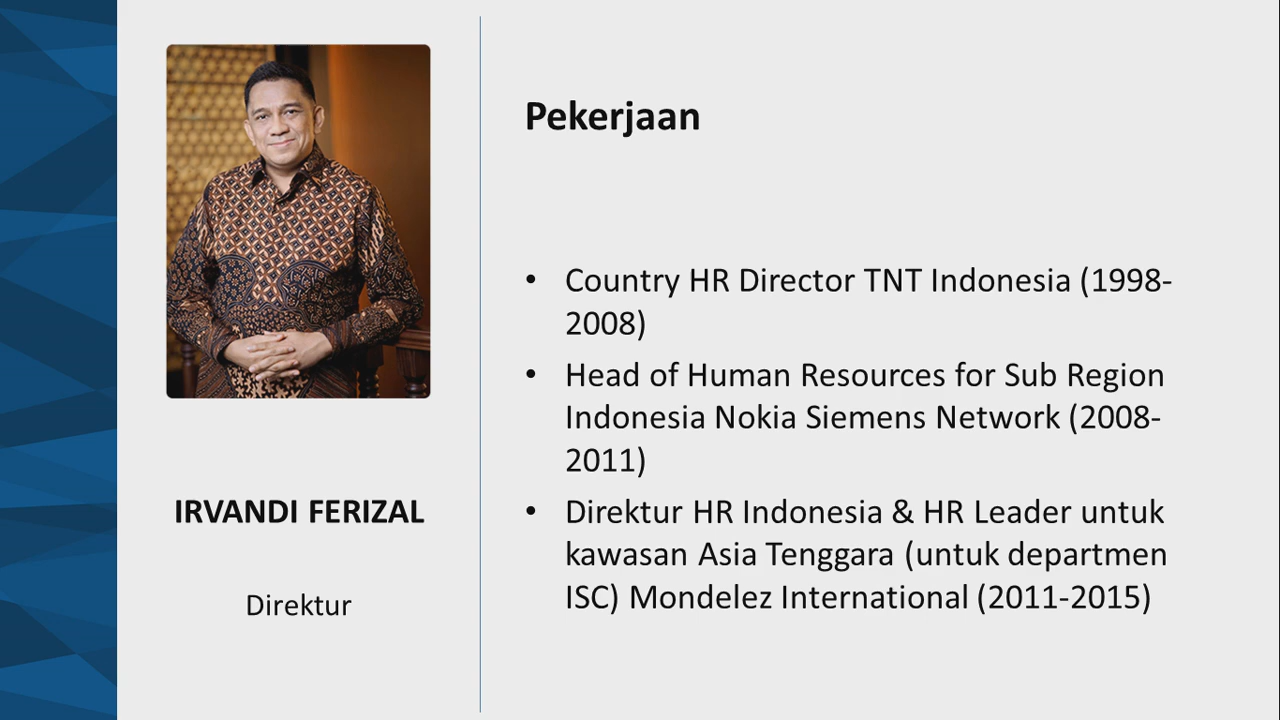 IRVANDI FERIZAL
Direktur
Pekerjaan
• Country HR Director TNT Indonesia (1998-
2008)
• Head of Human Resources for Sub Region
Indonesia Nokia Siemens Network (2008-
2011)
• Direktur HR Indonesia & HR Leader untuk
kawasan Asia Tenggara (untuk departmen
ISC) Mondelez International (2011-2015)